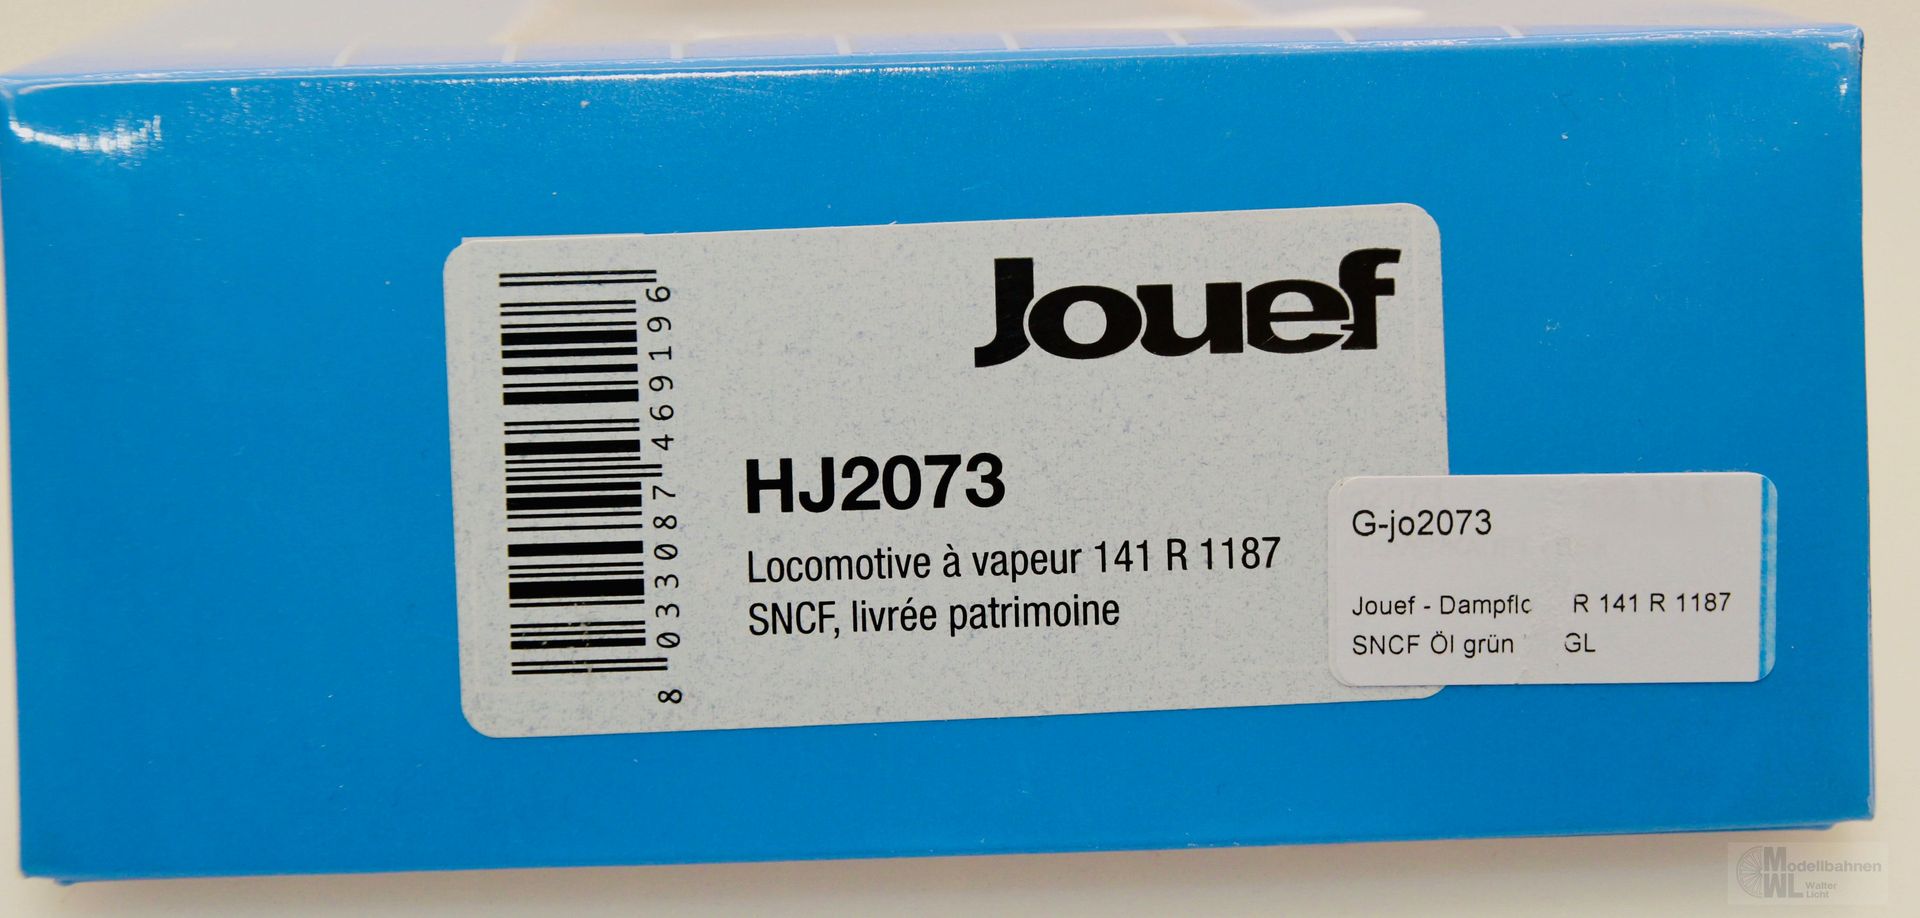 Jouef
HJ2073
Locomotive à vapeur 141 R 1187
SNCF, livrée patrimoine
8 033087 469196
G-jo2073
Jouef - Dampflo R 141 R 1187
SNCF Öl grün GL
Modellbahnen
WL Walter
Licht